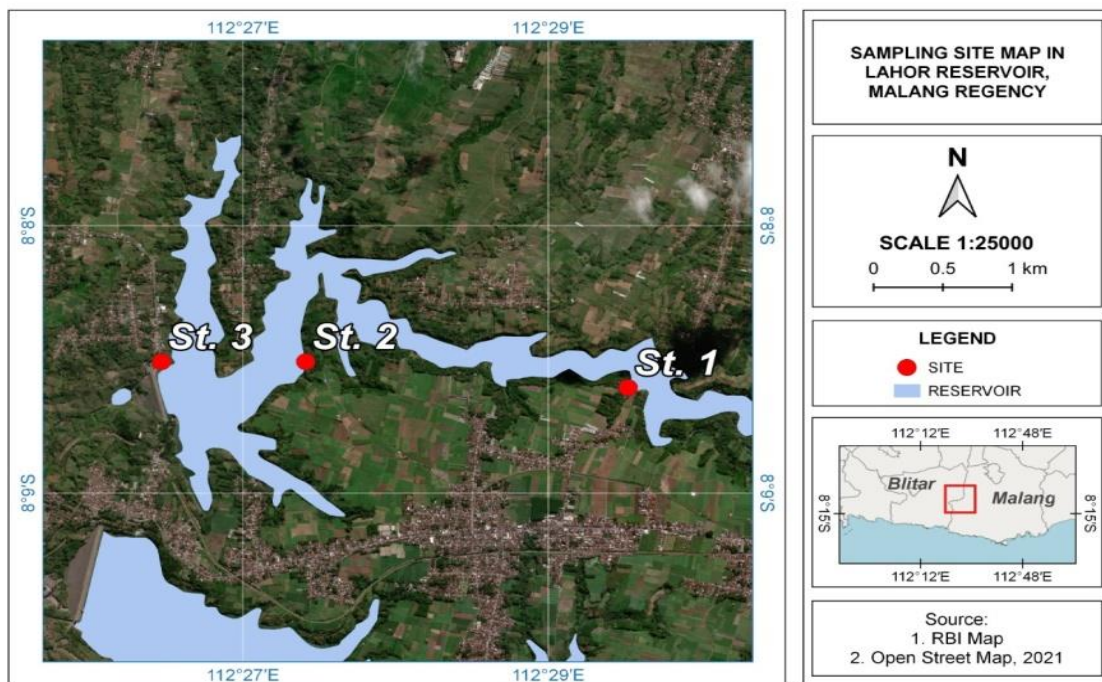 112°27'E
112°29'E
8°8'S
8°8'S
St. 3
St. 2
St. 1
8°9'S
8°9'S
112°27'E
112°29'E
SAMPLING SITE MAP IN
LAHOR RESERVOIR,
MALANG REGENCY
N
SCALE 1:25000
0 0.5 1 km
LEGEND
SITE
RESERVOIR
112°12'E
112°48'E
Blitar
Malang
8°15'S
8°15'S
112°12'E
112°48'E
Source:
1. RBI Map
2. Open Street Map, 2021